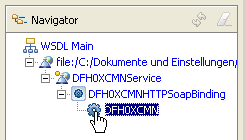 Navigator
WSDL Main
file:/C:/Dokumente und Einstellungen/
DFH0XCMNService
DFH0XCMNHTTPSoapBinding
DFH0XCMN